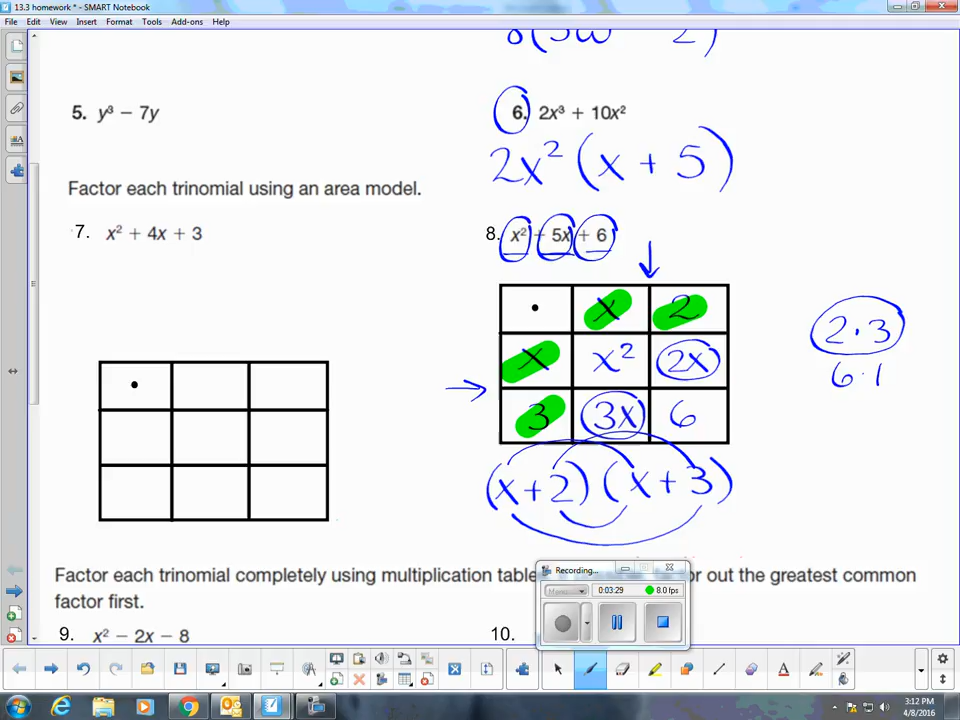 13.3 homework * - SMART Notebook
File Edit View Insert Format Tools Add-ons Help
5. y³ − 7y
6. 2x³ + 10x²
2x² (x + 5)
Factor each trinomial using an area model.
7. x² + 4x + 3
8. x² + 5x + 6
• x 2
x x² 2x
3 3x 6
2·3
6·1
•
(x+2)(x+3)
Factor each trinomial completely using multiplication
out the greatest common
factor first.
9. x² − 2x − 8
10.
Recording...
Menu
0:03:29 8.0 fps
3:12 PM
4/8/2016